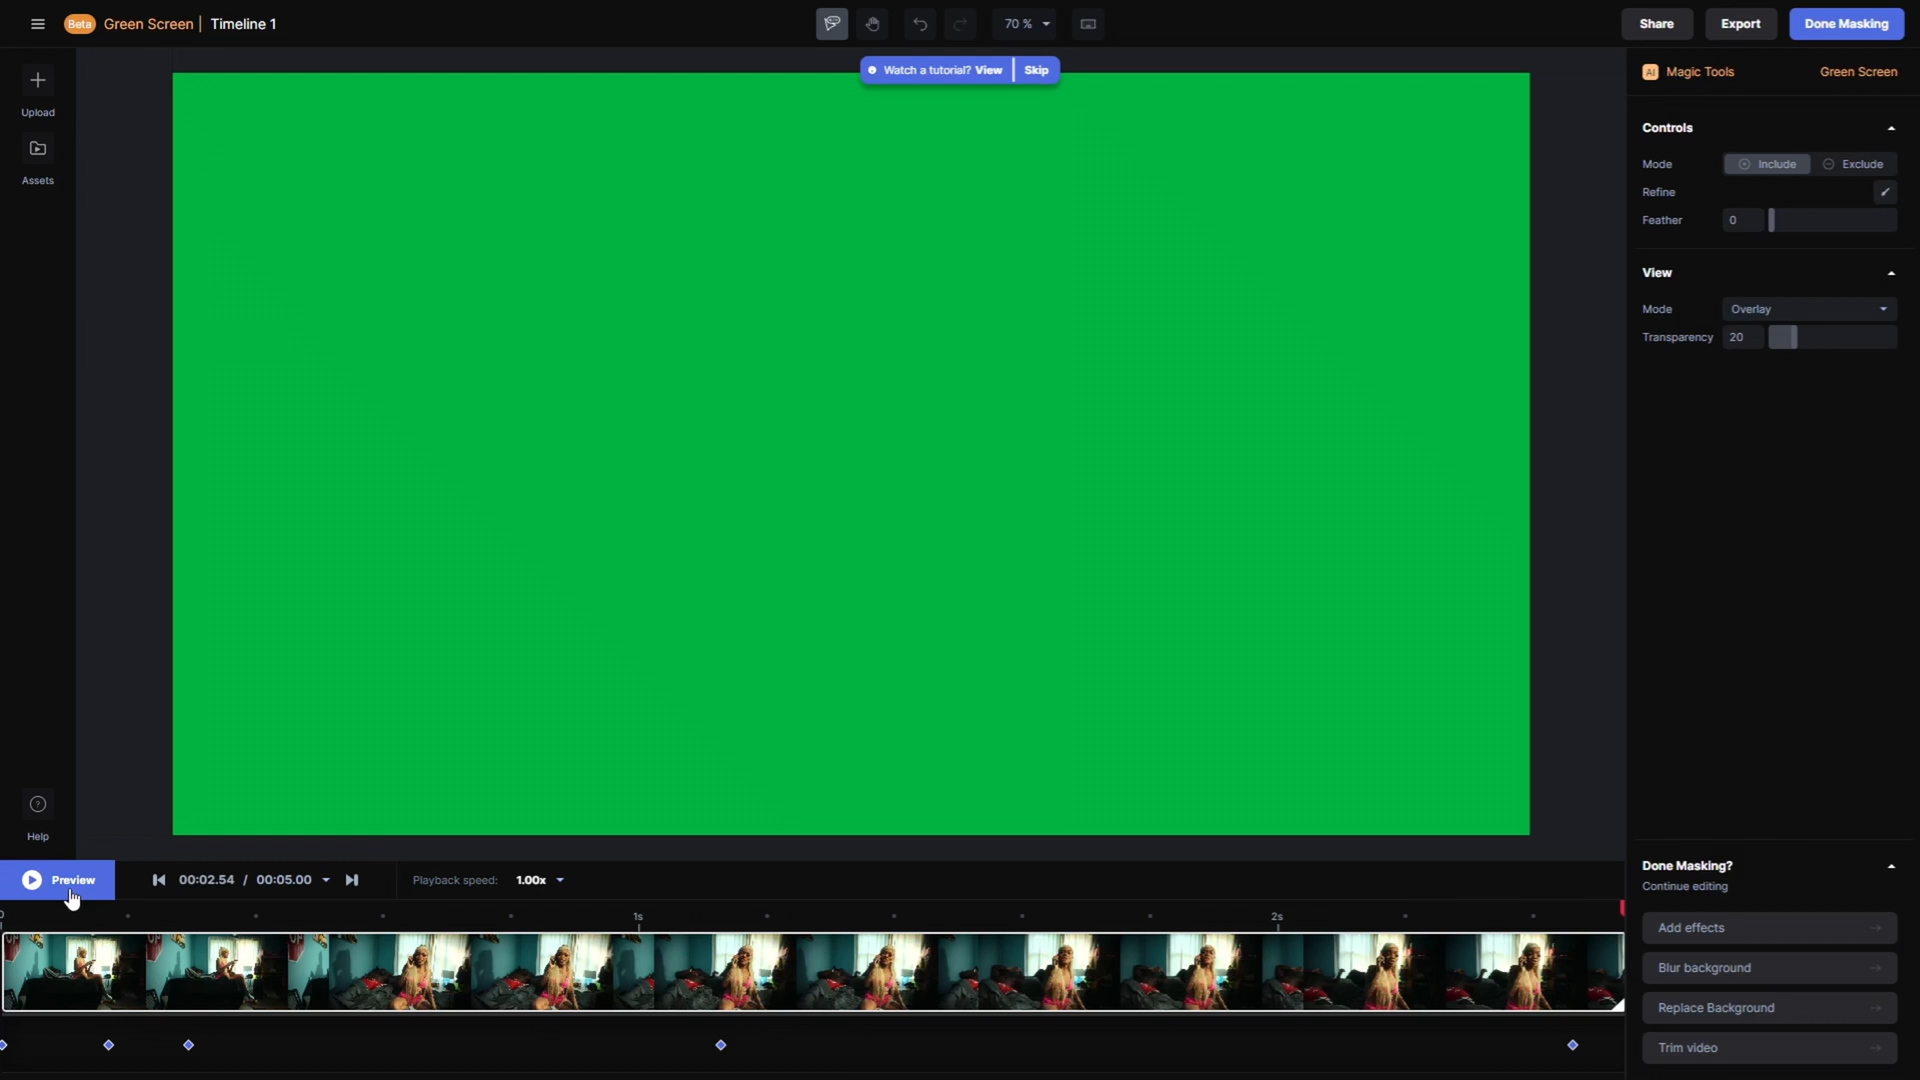 Beta Green Screen | Timeline 1
70 %
Share
Export
Done Masking
Watch a tutorial? View | Skip
Upload
Assets
Help
AI Magic Tools
Green Screen
Controls
Mode
Include
Exclude
Refine
Feather
0
View
Mode
Overlay
Transparency
20
Preview
00:02.54 / 00:05.00
Playback speed:
1.00x
0
1s
2s
Done Masking?
Continue editing
Add effects
Blur background
Replace Background
Trim video